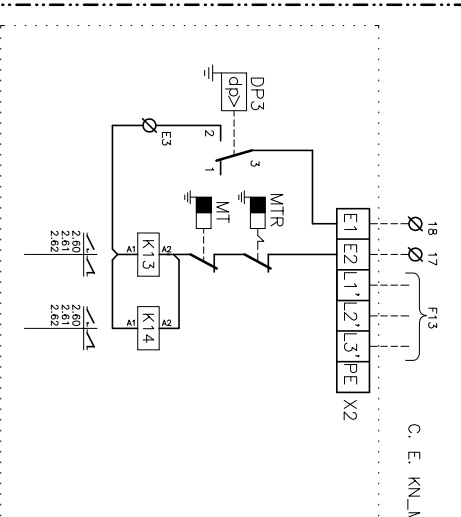 18
17
F13
E1
E2
L1'
L2'
L3'
PE
X2
C. E. KN_M
DP3
dp>
2
3
1
E3
MTR
MT
A1 K13 A2
A1 K14 A2
2.60
2.61
2.62
2.60
2.61
2.62